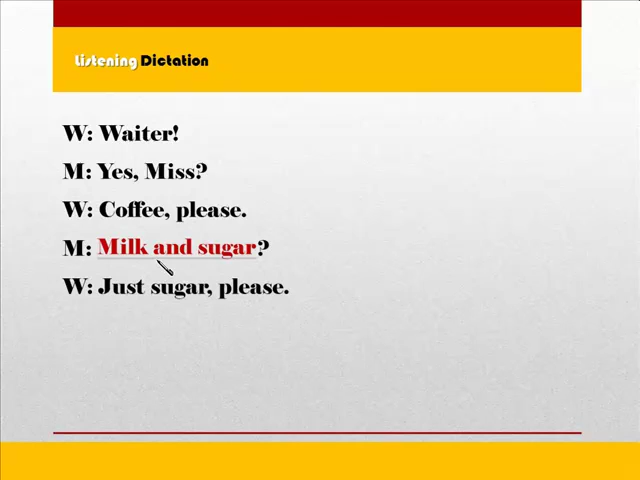 Listening Dictation
W: Waiter!
M: Yes, Miss?
W: Coffee, please.
M: Milk and sugar?
W: Just sugar, please.